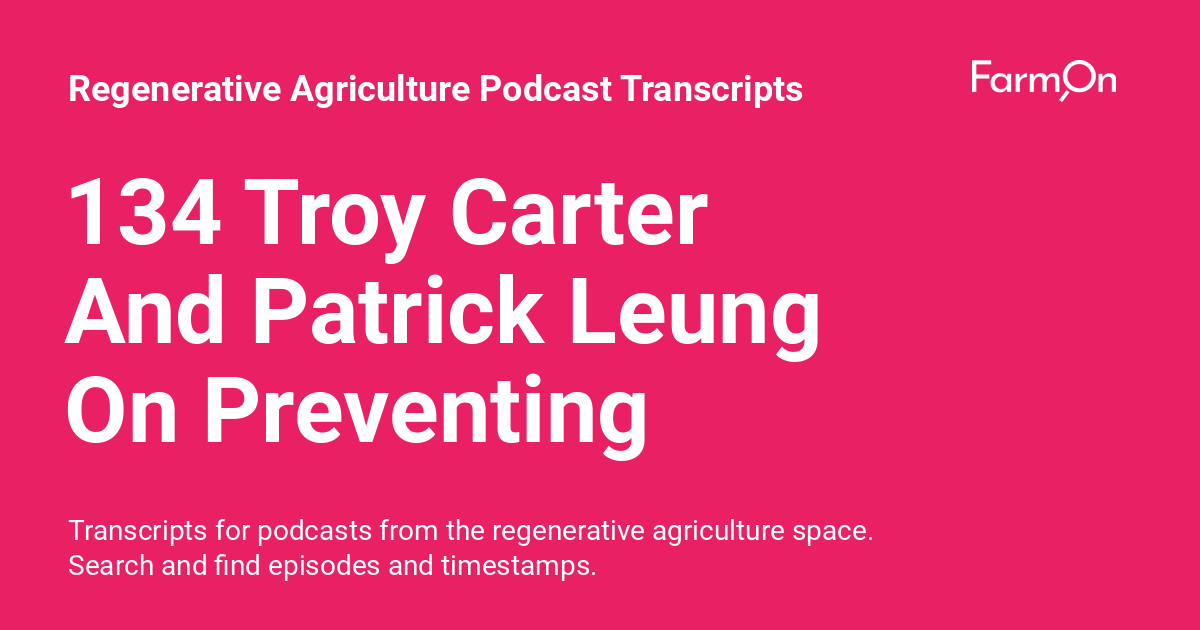 Regenerative Agriculture Podcast Transcripts
FarmOn
134 Troy Carter
And Patrick Leung
On Preventing
Transcripts for podcasts from the regenerative agriculture space.
Search and find episodes and timestamps.